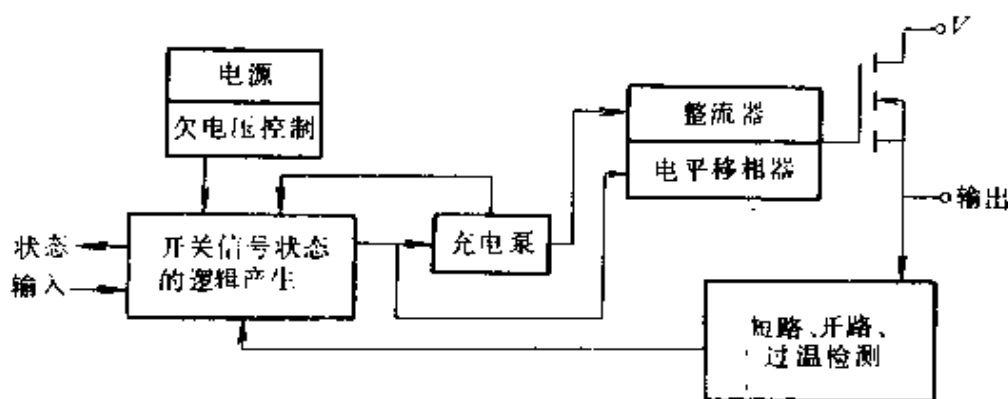 V
电源
欠电压控制
整流器
电平移相器
输出
状态
输入
开关信号状态
的逻辑产生
充电泵
短路、开路、
过温检测